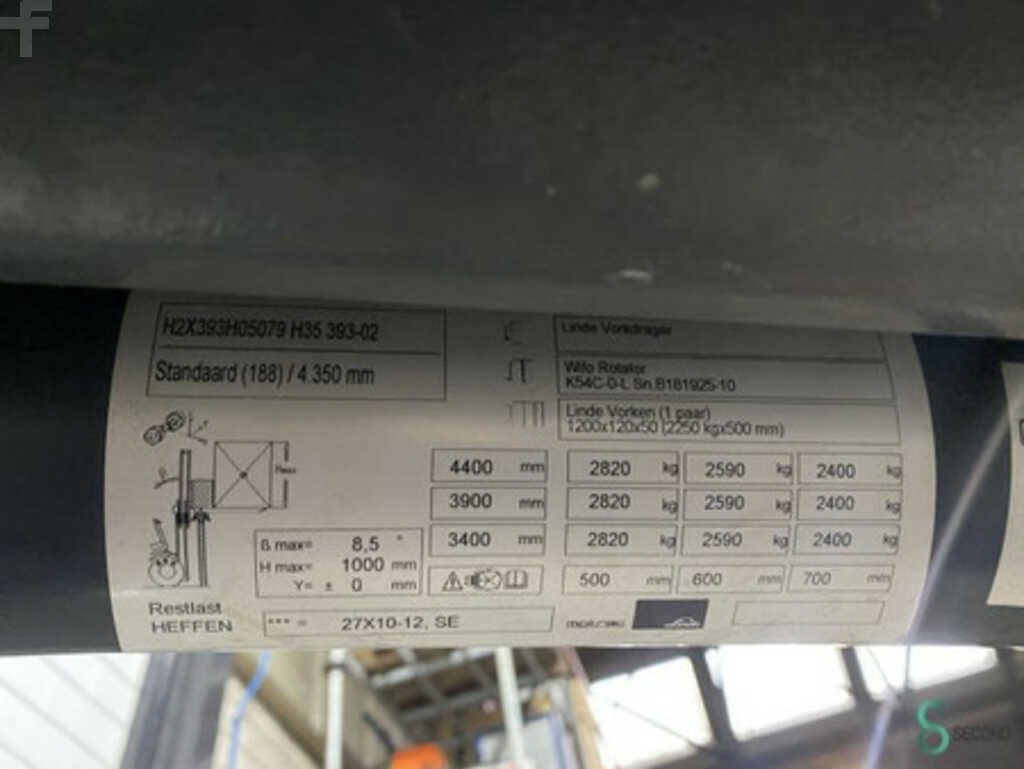 H2X393H05079 H35 393-02
Standaard (188) / 4.350 mm
Linde Vorkdrager
Wifo Rotator
K54C-0-L Sn.B181925-10
Linde Vorken (1 paar)
1200x120x50 (2250 kgx500 mm)
4400 mm 2820 kg 2590 kg 2400 kg
3900 mm 2820 kg 2590 kg 2400 kg
3400 mm 2820 kg 2590 kg 2400 kg
500 mm 600 mm 700 mm
ß max= 8,5 °
H max= 1000 mm
Y= ± 0 mm
Restlast
HEFFEN
*** = 27X10-12, SE
SECOND